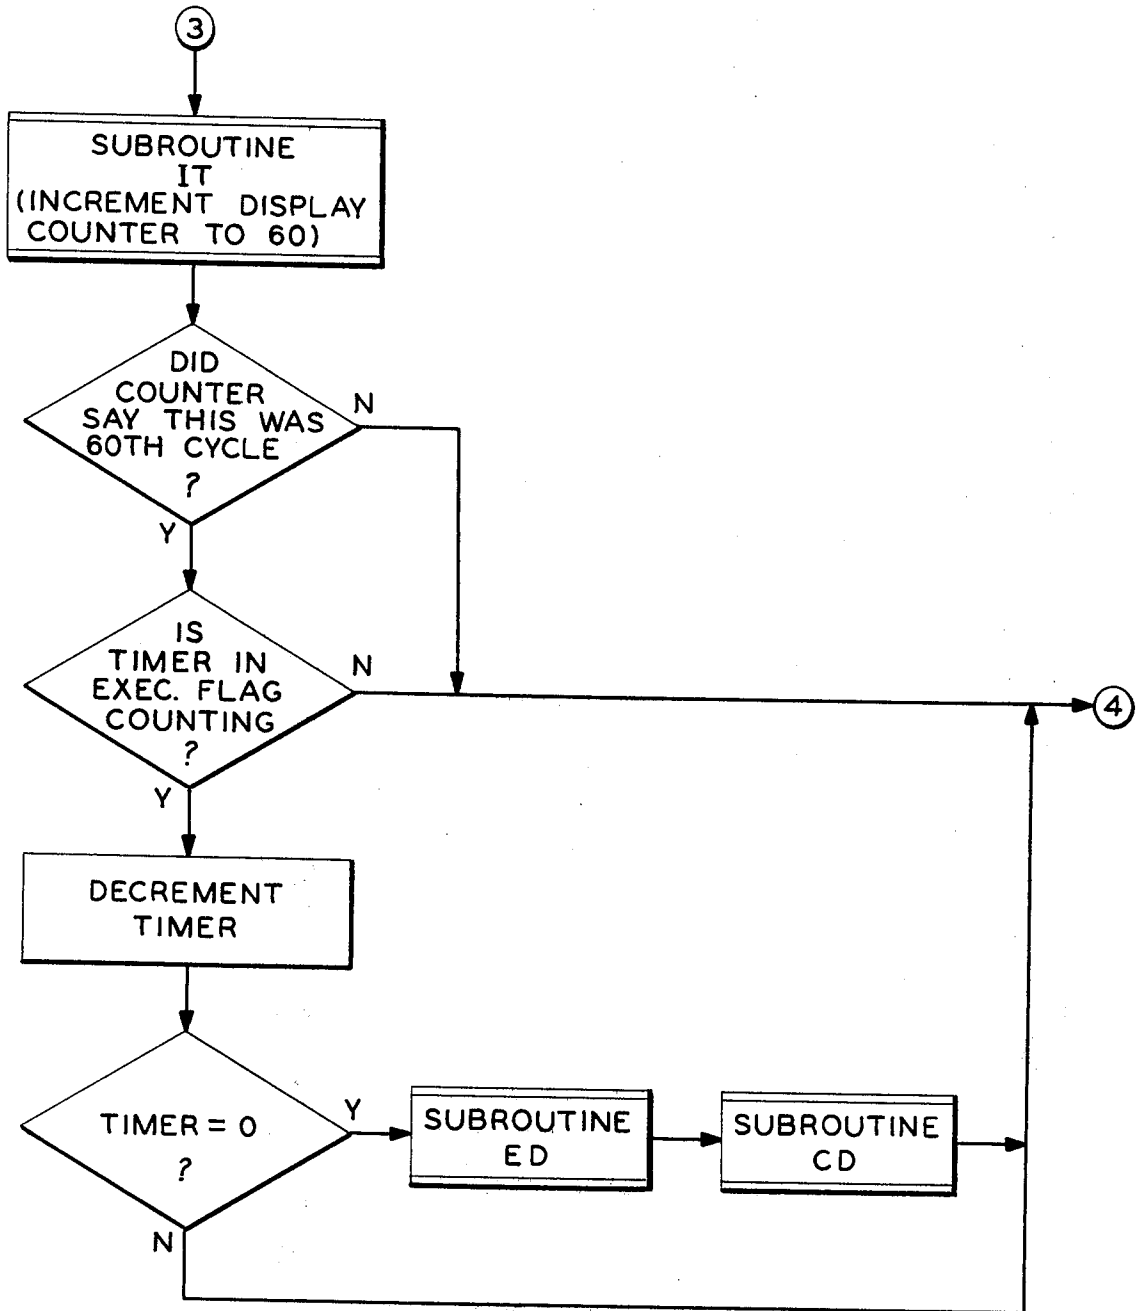 3
SUBROUTINE
IT
(INCREMENT DISPLAY
COUNTER TO 60)
DID
COUNTER
SAY THIS WAS
60TH CYCLE
?
N
Y
IS
TIMER IN
EXEC. FLAG
COUNTING
?
N
4
Y
DECREMENT
TIMER
TIMER = 0
?
Y
SUBROUTINE
ED
SUBROUTINE
CD
N